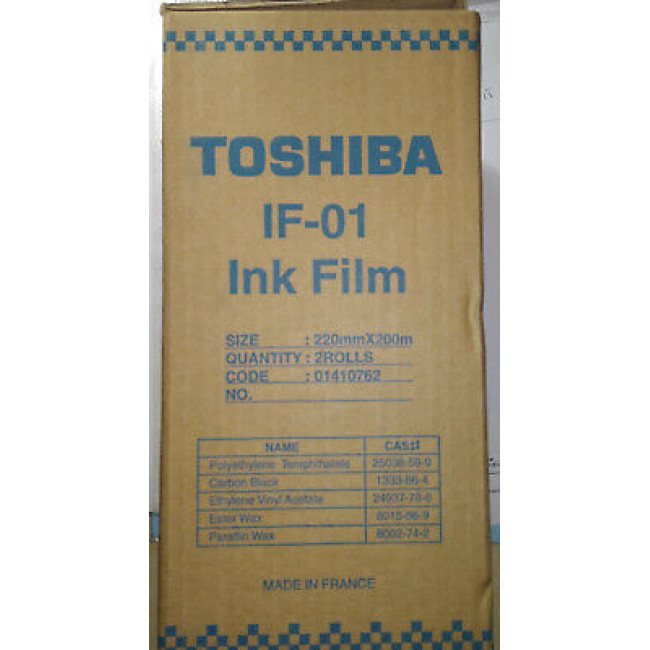 TOSHIBA
IF-01
Ink Film
SIZE : 220mmX200m
QUANTITY : 2ROLLS
CODE : 01410762
NO.
NAME CAS#
Polyethylene Terephthalate 25038-59-9
Carbon Black 1333-86-4
Ethylene Vinyl Acetate 24937-78-8
Ester Wax 8015-86-9
Paraffin Wax 8002-74-2
MADE IN FRANCE